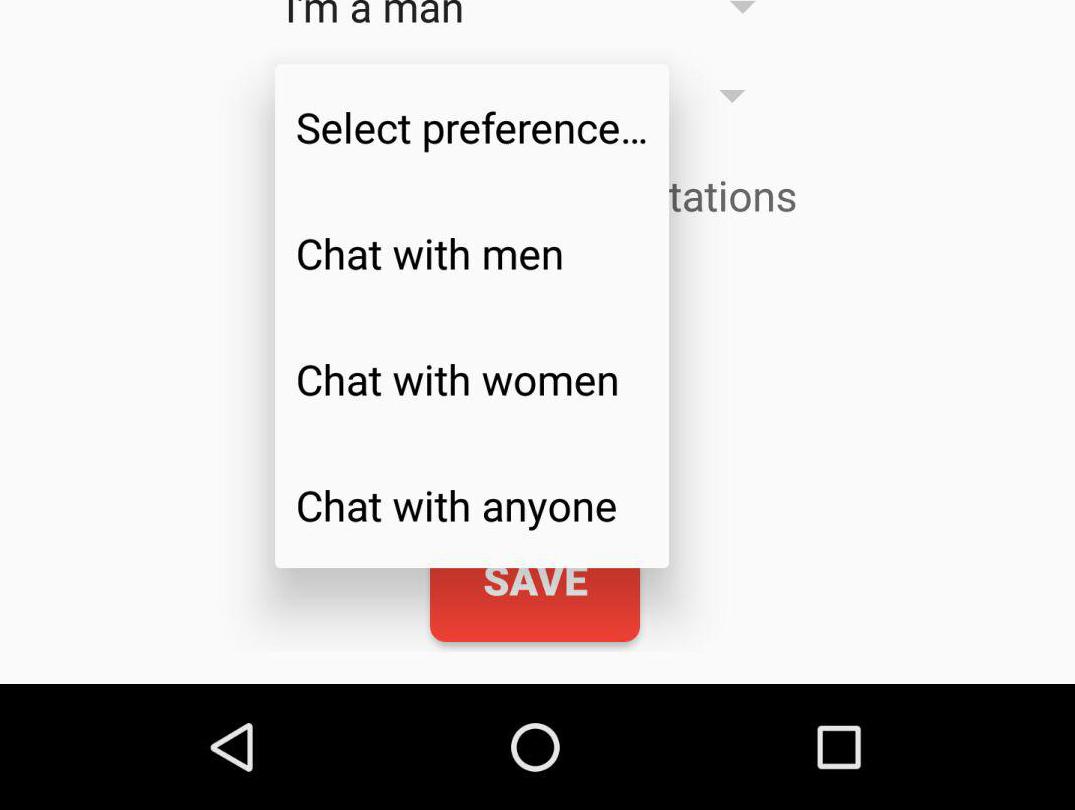 I'm a man
Select preference...
tations
Chat with men
Chat with women
Chat with anyone
SAVE